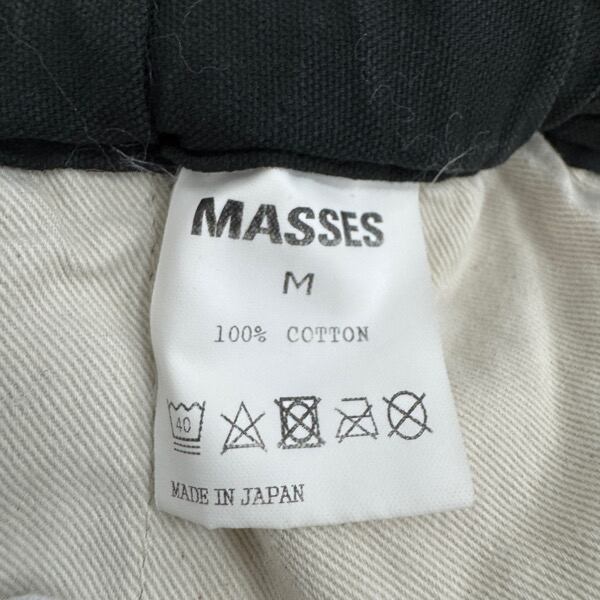 MASSES
M
100% COTTON
40
MADE IN JAPAN